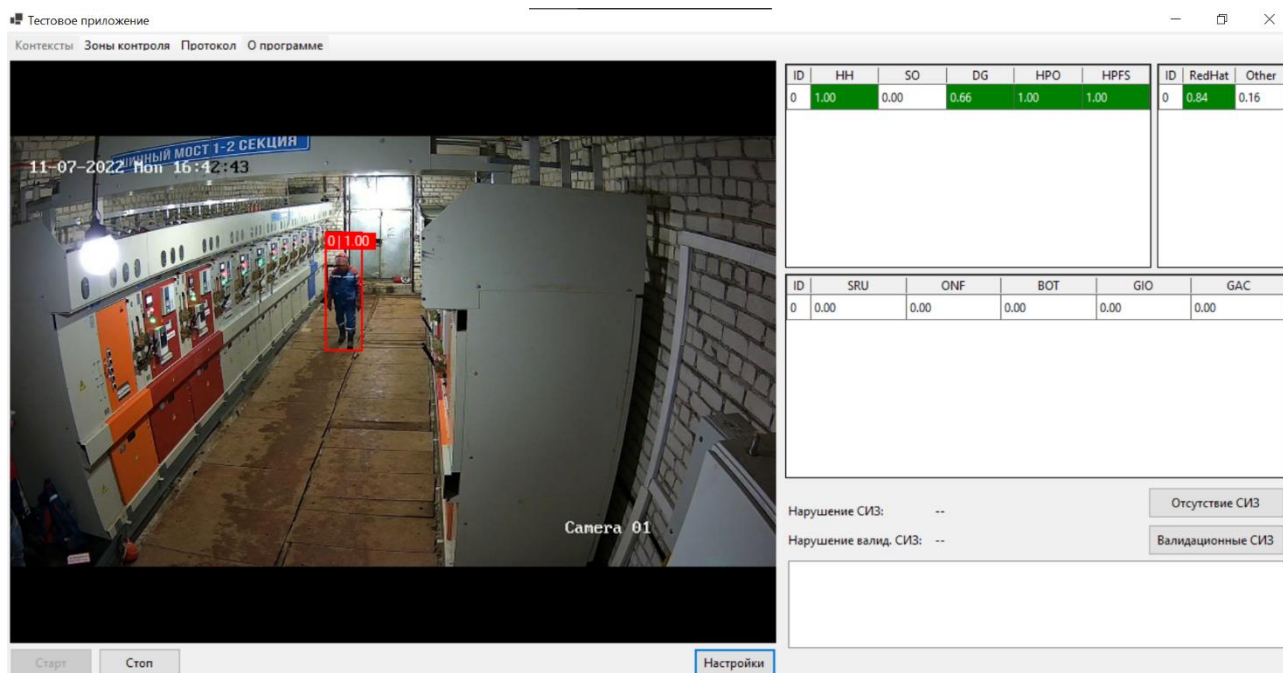 Тестовое приложение
Контексты Зоны контроля Протокол О программе
МОСТ 1-2 СЕКЦИЯ
11-07-2022 Mon 16:42:43
0 | 1.00
Camera 01
Старт Стоп Настройки
ID HH SO DG HPO HPFS
0 1.00 0.00 0.66 1.00 1.00
ID RedHat Other
0 0.84 0.16
ID SRU ONF BOT GIO GAC
0 0.00 0.00 0.00 0.00 0.00
Нарушение СИЗ: --
Отсутствие СИЗ
Нарушение валид. СИЗ: --
Валидационные СИЗ